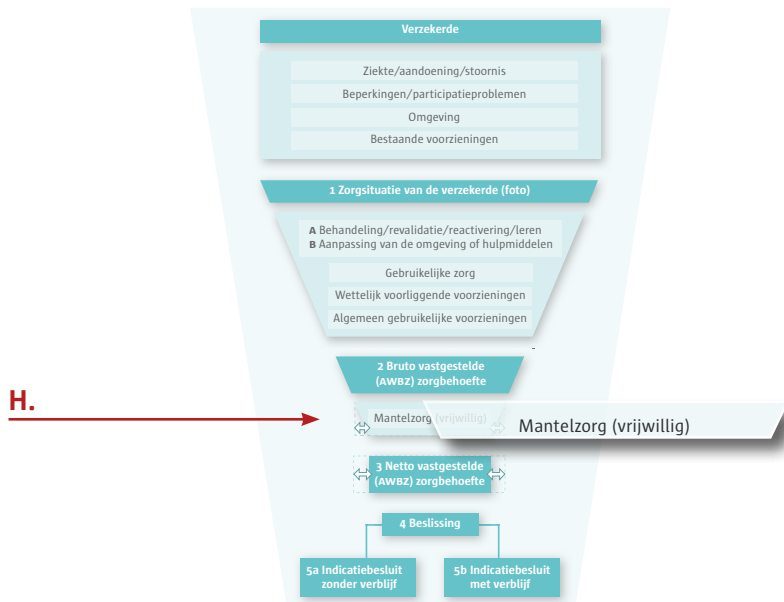 Verzekerde
Ziekte/aandoening/stoornis
Beperkingen/participatieproblemen
Omgeving
Bestaande voorzieningen
1 Zorgsituatie van de verzekerde (foto)
A Behandeling/revalidatie/reactivering/leren
B Aanpassing van de omgeving of hulpmiddelen
Gebruikelijke zorg
Wettelijk voorliggende voorzieningen
Algemeen gebruikelijke voorzieningen
2 Bruto vastgestelde
(AWBZ) zorgbehoefte
H.
Mantelzorg (vrijwillig)
Mantelzorg (vrijwillig)
3 Netto vastgestelde
(AWBZ) zorgbehoefte
4 Beslissing
5a Indicatiebesluit
zonder verblijf
5b Indicatiebesluit
met verblijf